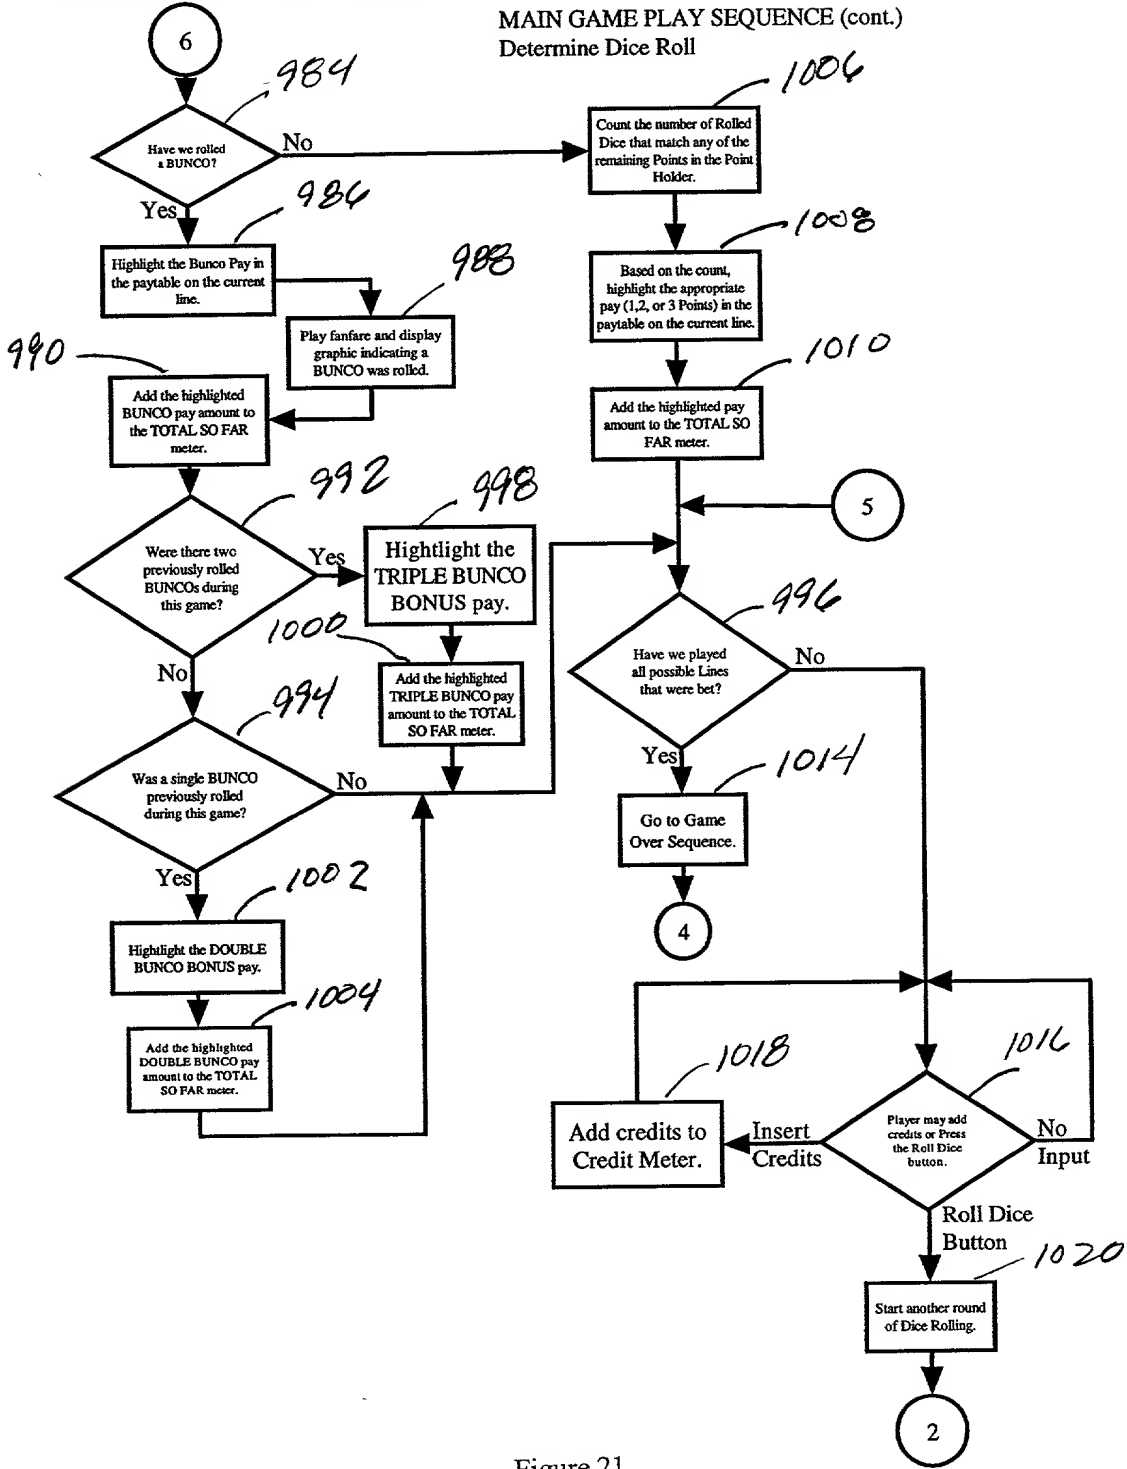 MAIN GAME PLAY SEQUENCE (cont.)
Determine Dice Roll
6
984
Have we rolled
a BUNCO?
No
Yes
986
Highlight the Bunco Pay in
the paytable on the current
line.
988
Play fanfare and display
graphic indicating a
BUNCO was rolled.
990
Add the highlighted
BUNCO pay amount to
the TOTAL SO FAR
meter.
992
Were there two
previously rolled
BUNCOs during
this game?
Yes
No
998
Hightlight the
TRIPLE BUNCO
BONUS pay.
1000
Add the highlighted
TRIPLE BUNCO pay
amount to the TOTAL
SO FAR meter.
994
Was a single BUNCO
previously rolled
during this game?
No
Yes
1002
Highlight the DOUBLE
BUNCO BONUS pay.
1004
Add the highlighted
DOUBLE BUNCO pay
amount to the TOTAL
SO FAR meter.
1006
Count the number of Rolled
Dice that match any of the
remaining Points in the Point
Holder.
1008
Based on the count,
highlight the appropriate
pay (1,2, or 3 Points) in the
paytable on the current line.
1010
Add the highlighted pay
amount to the TOTAL SO
FAR meter.
5
996
Have we played
all possible Lines
that were bet?
No
Yes
1014
Go to Game
Over Sequence.
4
1016
Player may add
credits or Press
the Roll Dice
button.
No
Input
Insert
Credits
1018
Add credits to
Credit Meter.
Roll Dice
Button
1020
Start another round
of Dice Rolling.
2
Figure 21